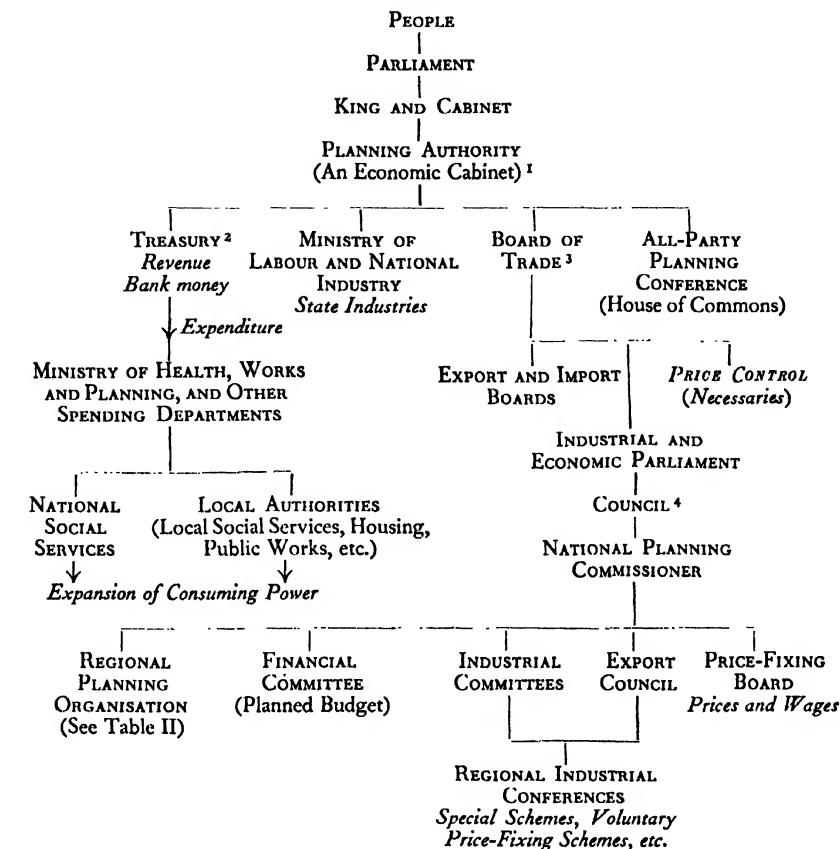 PEOPLE
PARLIAMENT
KING AND CABINET
PLANNING AUTHORITY
(An Economic Cabinet) ¹
TREASURY ²
Revenue
Bank money
MINISTRY OF
LABOUR AND NATIONAL
INDUSTRY
State Industries
BOARD OF
TRADE ³
ALL-PARTY
PLANNING
CONFERENCE
(House of Commons)
Expenditure
MINISTRY OF HEALTH, WORKS
AND PLANNING, AND OTHER
SPENDING DEPARTMENTS
EXPORT AND IMPORT
BOARDS
PRICE CONTROL
(Necessaries)
INDUSTRIAL AND
ECONOMIC PARLIAMENT
NATIONAL
SOCIAL
SERVICES
LOCAL AUTHORITIES
(Local Social Services, Housing,
Public Works, etc.)
COUNCIL ⁴
NATIONAL PLANNING
COMMISSIONER
Expansion of Consuming Power
REGIONAL
PLANNING
ORGANISATION
(See Table II)
FINANCIAL
COMMITTEE
(Planned Budget)
INDUSTRIAL
COMMITTEES
EXPORT
COUNCIL
PRICE-FIXING
BOARD
Prices and Wages
REGIONAL INDUSTRIAL
CONFERENCES
Special Schemes, Voluntary
Price-Fixing Schemes, etc.